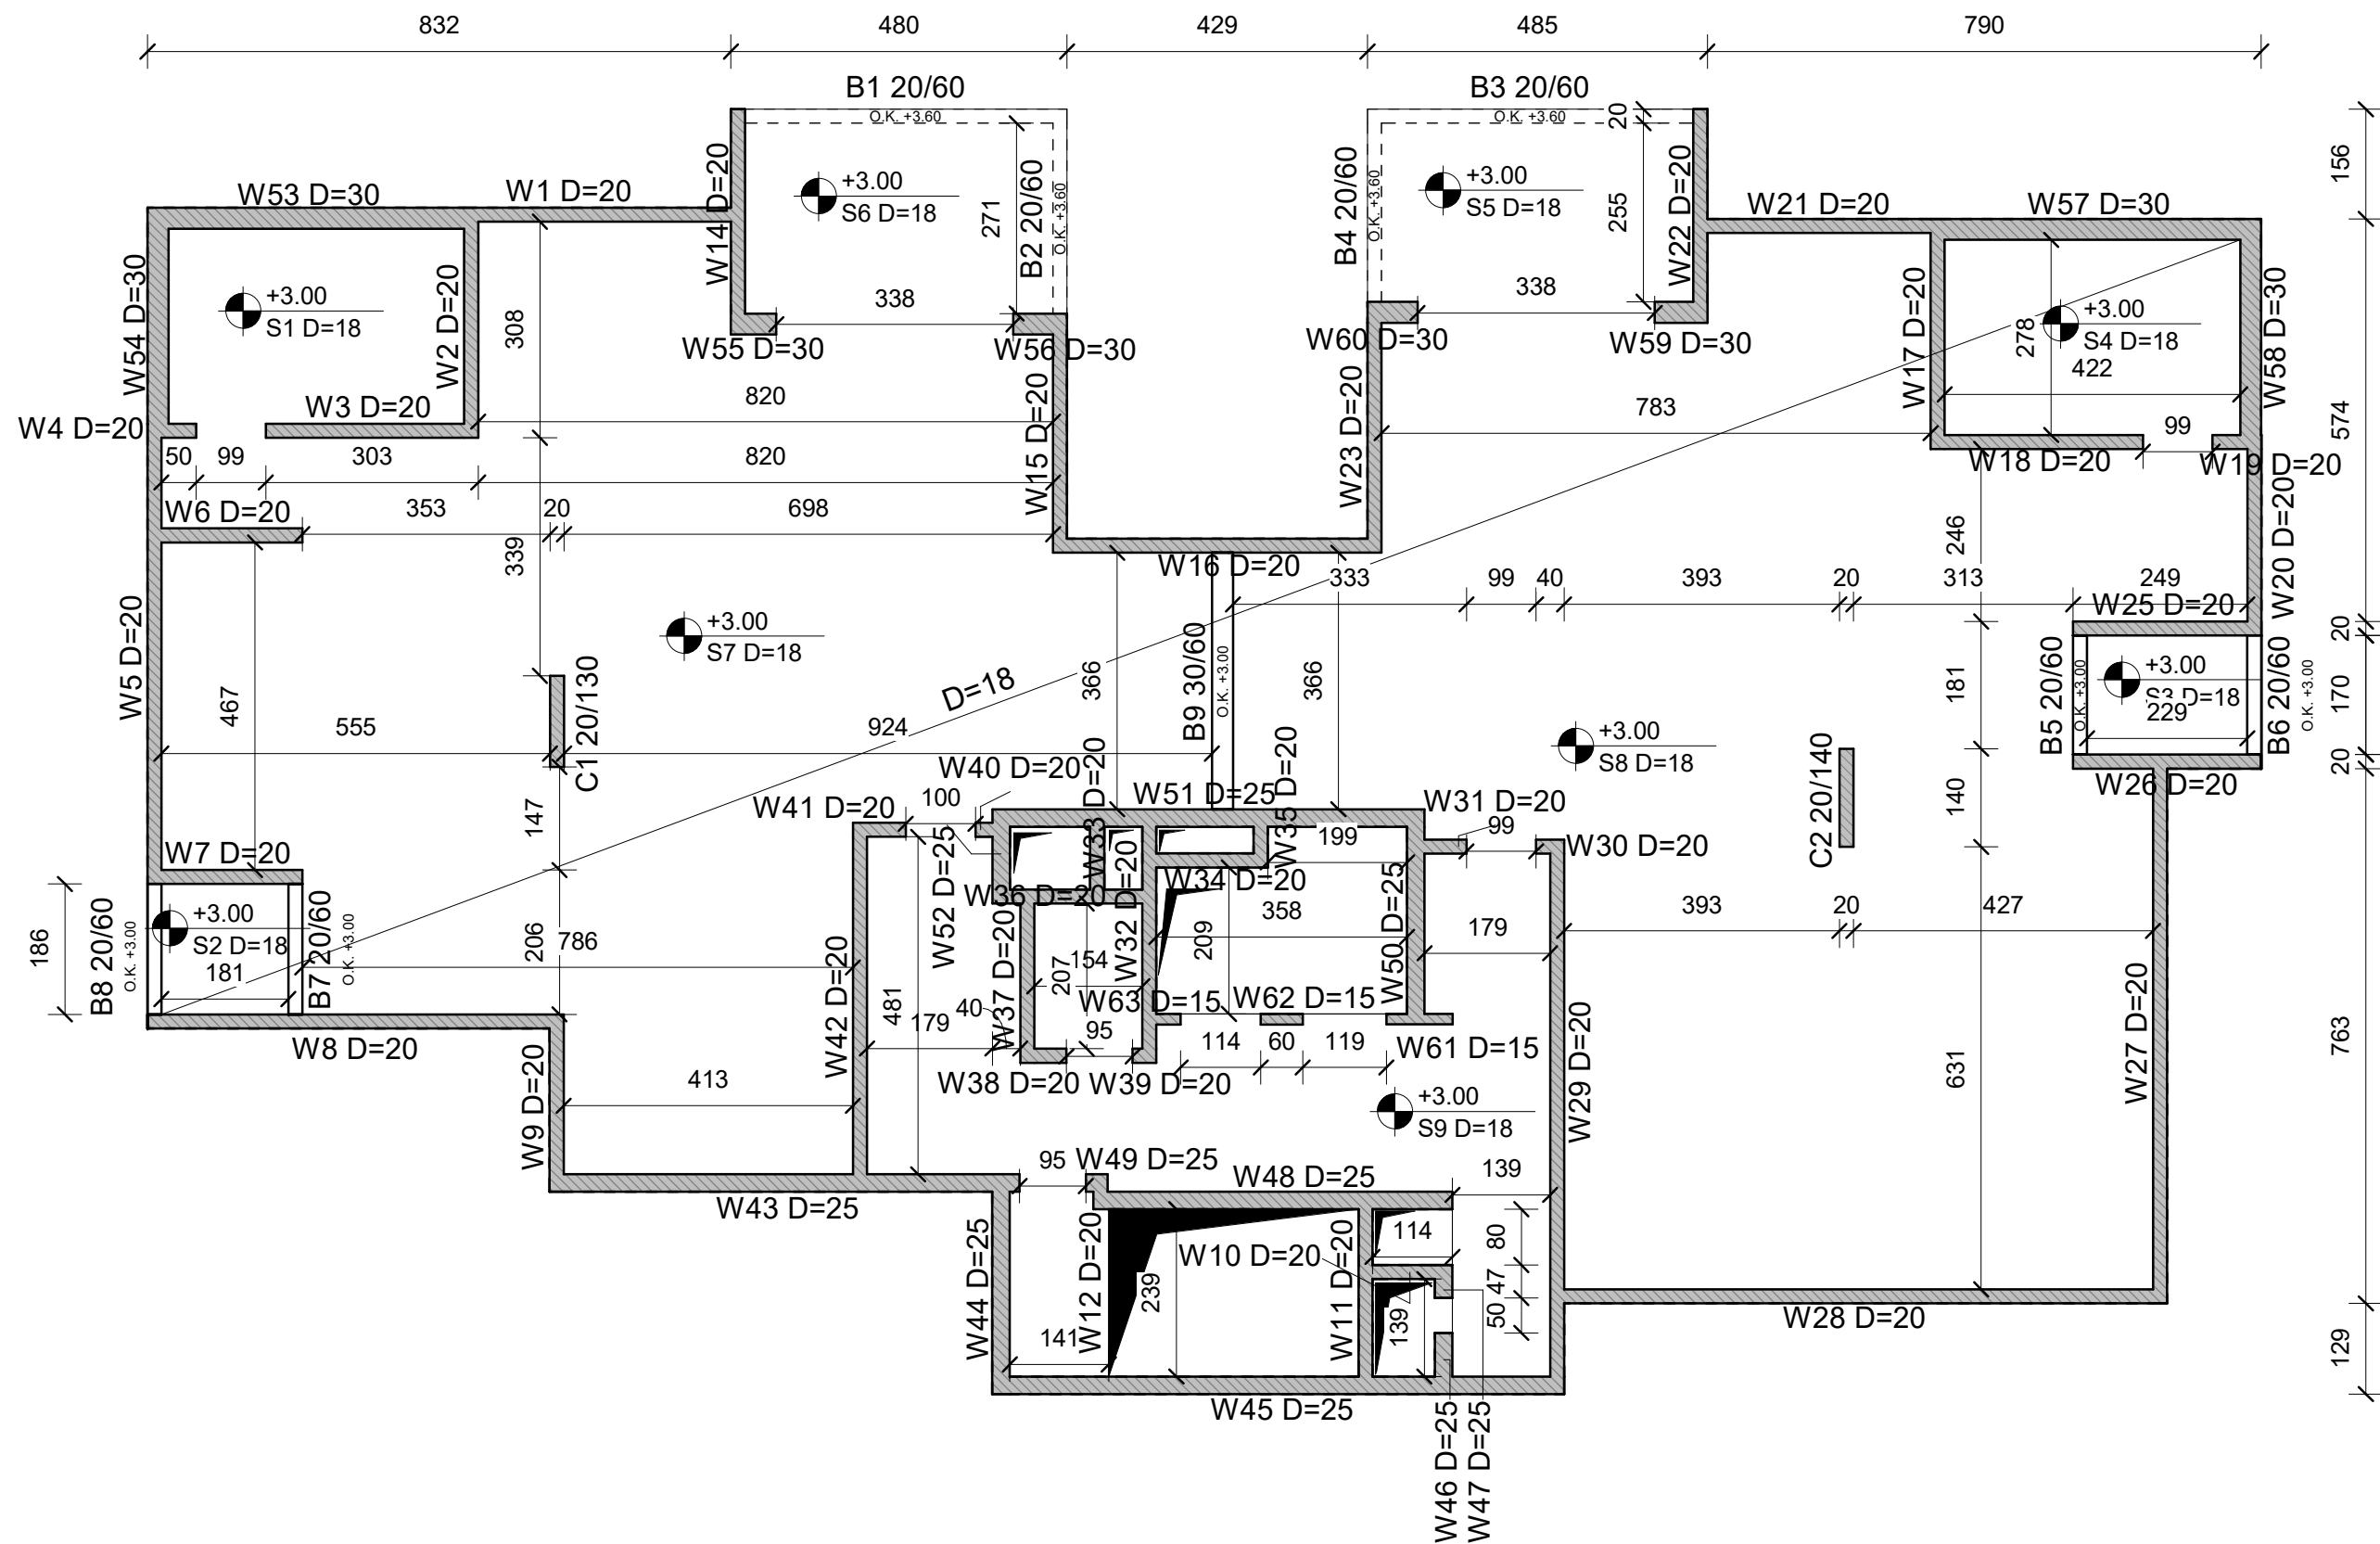 832
480
429
485
790
B1 20/60
O.K. +3.60
B3 20/60
O.K. +3.60
20
156
W53 D=30
W1 D=20
W14 D=20
+3.00
S6 D=18
271
B2 20/60
O.K. +3.60
B4 20/60
O.K. +3.60
+3.00
S5 D=18
255
W22 D=20
W21 D=20
W57 D=30
W54 D=30
+3.00
S1 D=18
W2 D=20
308
338
338
W17 D=20
278
+3.00
S4 D=18
422
W58 D=30
W55 D=30
W56 D=30
W60 D=30
W59 D=30
W4 D=20
W3 D=20
820
W15 D=20
W23 D=20
783
99
574
50
99
303
820
W18 D=20
W19 D=20
W6 D=20
353
20
698
339
W16 D=20
246
W20 D=20
333
99
40
393
20
313
249
W25 D=20
20
W5 D=20
467
+3.00
S7 D=18
D=18
366
B9 30/60
O.K. +3.00
366
181
B5 20/60
O.K. +3.00
+3.00
S3 D=18
229
B6 20/60
O.K. +3.00
170
555
C1 20/130
924
+3.00
S8 D=18
20
W26 D=20
W40 D=20
W33 D=20
W51 D=25
W35 D=20
W31 D=20
99
W41 D=20
100
147
199
W30 D=20
C2 20/140
140
W7 D=20
W52 D=25
W36 D=20
W32 D=20
W34 D=20
358
W50 D=25
393
20
427
186
B8 20/60
O.K. +3.00
+3.00
S2 D=18
181
B7 20/60
O.K. +3.00
206
786
W42 D=20
481
179
40
W37 D=20
207
154
209
179
W63 D=15
W62 D=15
95
114
60
119
W61 D=15
W8 D=20
W9 D=20
413
W38 D=20
W39 D=20
+3.00
S9 D=18
W29 D=20
631
W27 D=20
763
95
W49 D=25
W48 D=25
139
W43 D=25
W44 D=25
141
W12 D=20
239
W10 D=20
W11 D=20
114
139
80
47
50
W28 D=20
129
W45 D=25
W46 D=25
W47 D=25